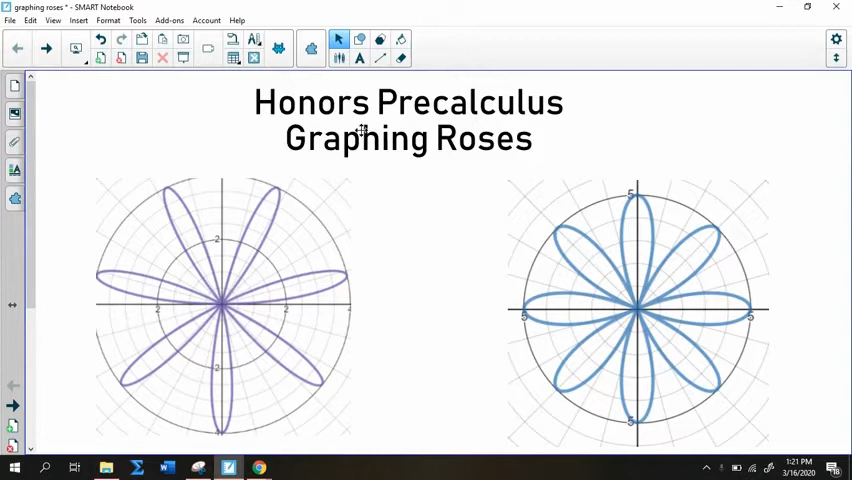 graphing roses * - SMART Notebook
File Edit View Insert Format Tools Add-ons Account Help
Honors Precalculus
Graphing Roses
2
2
2
4
2
5
5
5
5
1:21 PM
3/16/2020
18